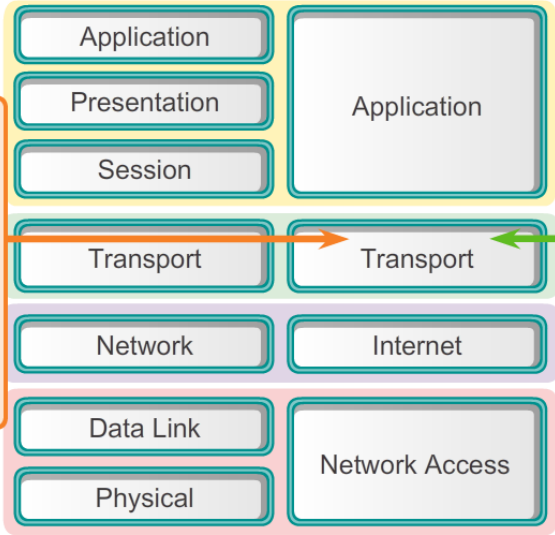 Application
Presentation
Session
Transport
Network
Data Link
Physical
Application
Transport
Internet
Network Access